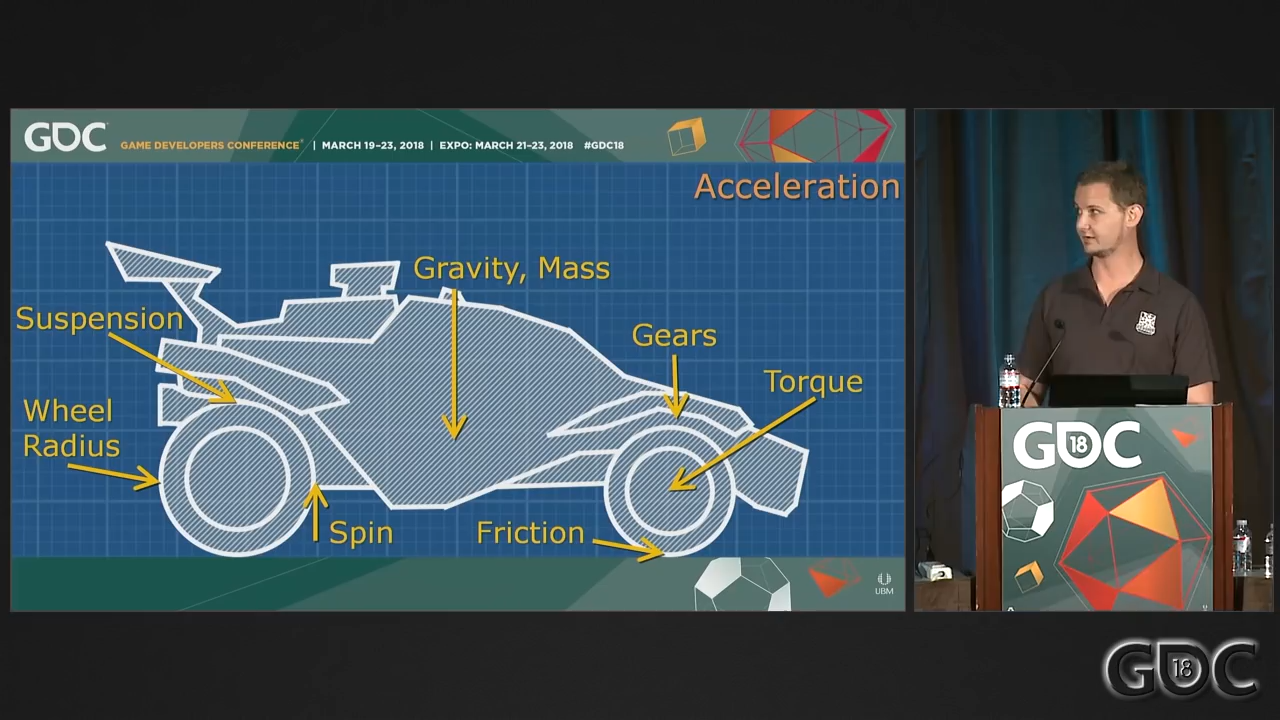 GDC
GAME DEVELOPERS CONFERENCE® | MARCH 19–23, 2018 | EXPO: MARCH 21–23, 2018 #GDC18
Acceleration
Gravity, Mass
Suspension
Gears
Torque
Wheel
Radius
Spin
Friction
UBM
GDC
18
GDC
18